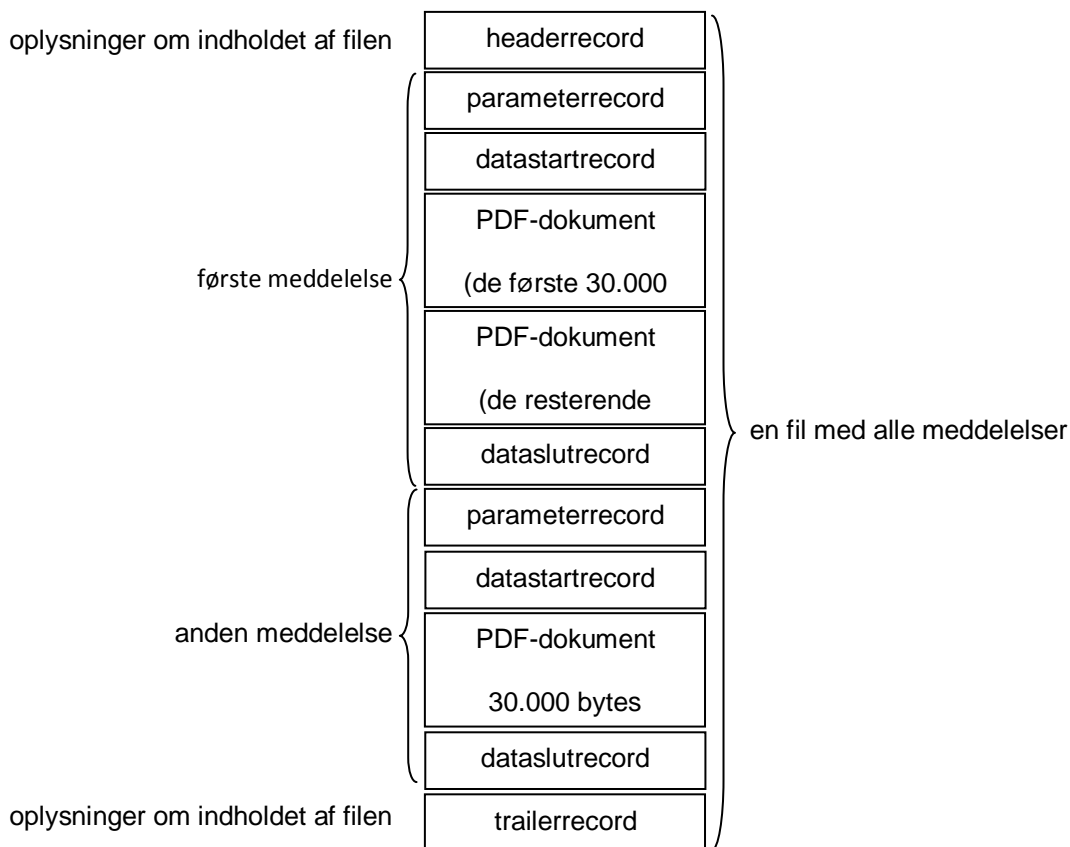 oplysninger om indholdet af filen
headerrecord
parameterrecord
datastartrecord
PDF-dokument
(de første 30.000
første meddelelse
PDF-dokument
(de resterende
en fil med alle meddelelser
dataslutrecord
parameterrecord
datastartrecord
anden meddelelse
PDF-dokument
30.000 bytes
dataslutrecord
oplysninger om indholdet af filen
trailerrecord